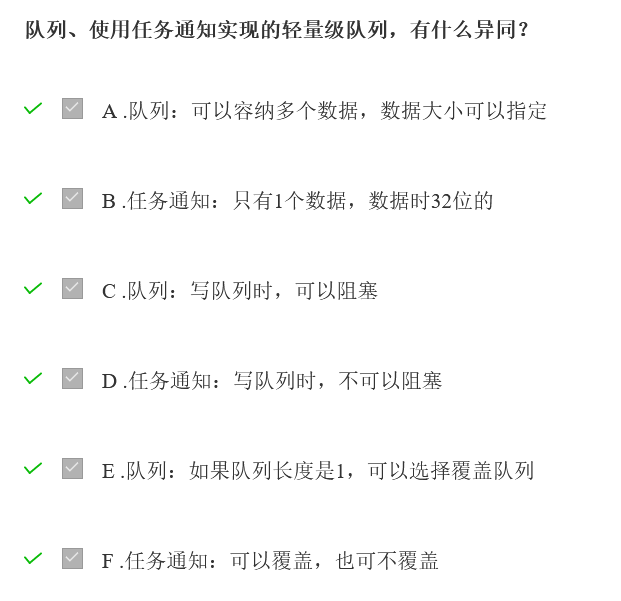 队列、使用任务通知实现的轻量级队列，有什么异同？
A .队列：可以容纳多个数据，数据大小可以指定
B .任务通知：只有1个数据，数据时32位的
C .队列：写队列时，可以阻塞
D .任务通知：写队列时，不可以阻塞
E .队列：如果队列长度是1，可以选择覆盖队列
F .任务通知：可以覆盖，也可不覆盖